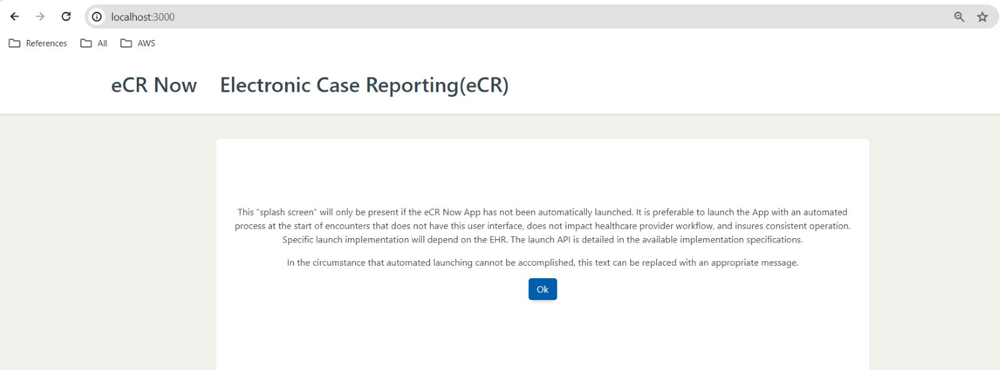 localhost:3000
References All AWS
eCR Now Electronic Case Reporting(eCR)
This "splash screen" will only be present if the eCR Now App has not been automatically launched. It is preferable to launch the App with an automated
process at the start of encounters that does not have this user interface, does not impact healthcare provider workflow, and insures consistent operation.
Specific launch implementation will depend on the EHR. The launch API is detailed in the available implementation specifications.
In the circumstance that automated launching cannot be accomplished, this text can be replaced with an appropriate message.
Ok